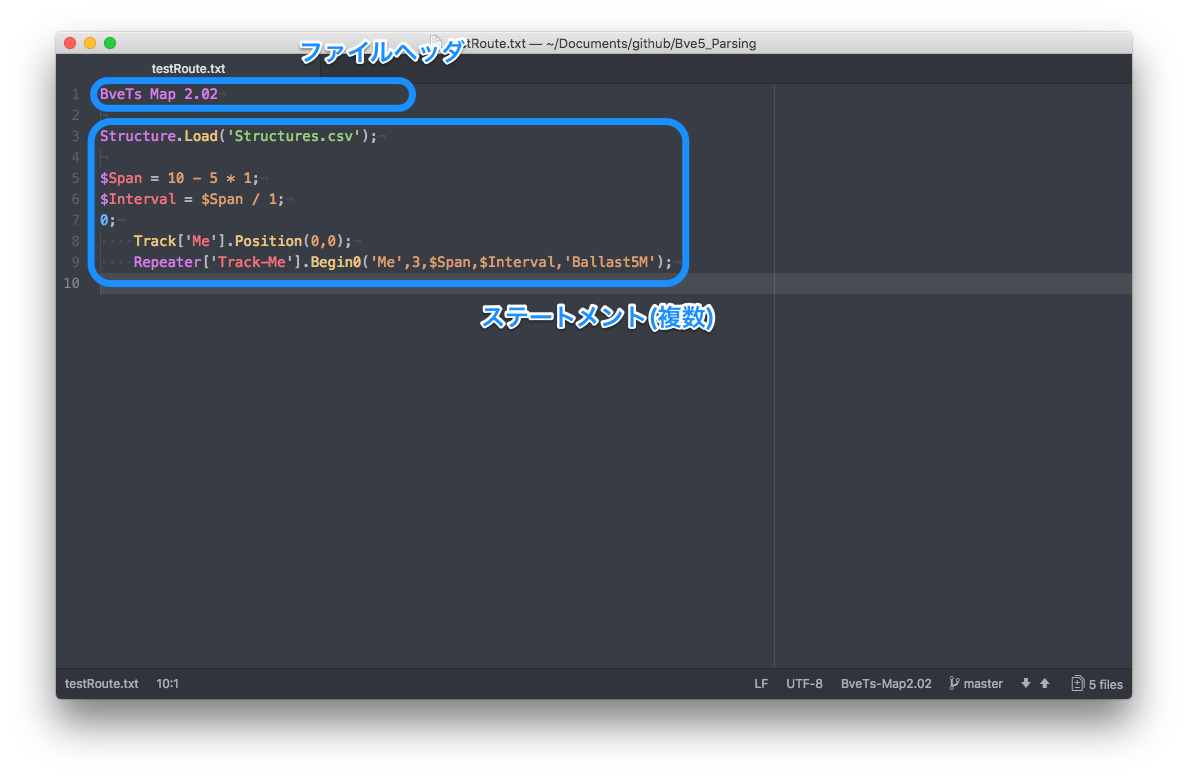 ファイルヘッダ
tRoute.txt — ~/Documents/github/Bve5_Parsing
testRoute.txt
1 BveTs Map 2.02¬
2 ¬
3 Structure.Load('Structures.csv');¬
4 ¬
5 $Span = 10 - 5 * 1;¬
6 $Interval = $Span / 1;¬
7 0;¬
8 ····Track['Me'].Position(0,0);¬
9 ····Repeater['Track-Me'].Begin0('Me',3,$Span,$Interval,'Ballast5M');¬
10
ステートメント(複数)
testRoute.txt 10:1 LF UTF-8 BveTs-Map2.02 master 5 files